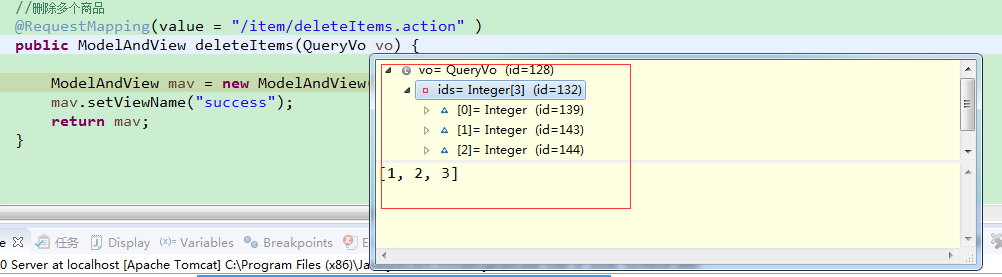 //删除多个商品
@RequestMapping(value = "/item/deleteItems.action" )
public ModelAndView deleteItems(QueryVo vo) {
ModelAndView mav = new ModelAndView(
mav.setViewName("success");
return mav;
}
vo= QueryVo (id=128)
ids= Integer[3] (id=132)
[0]= Integer (id=139)
[1]= Integer (id=143)
[2]= Integer (id=144)
[1, 2, 3]
任务 Display (x)= Variables Breakpoints
0 Server at localhost [Apache Tomcat] C:\Program Files (x86)\Ja